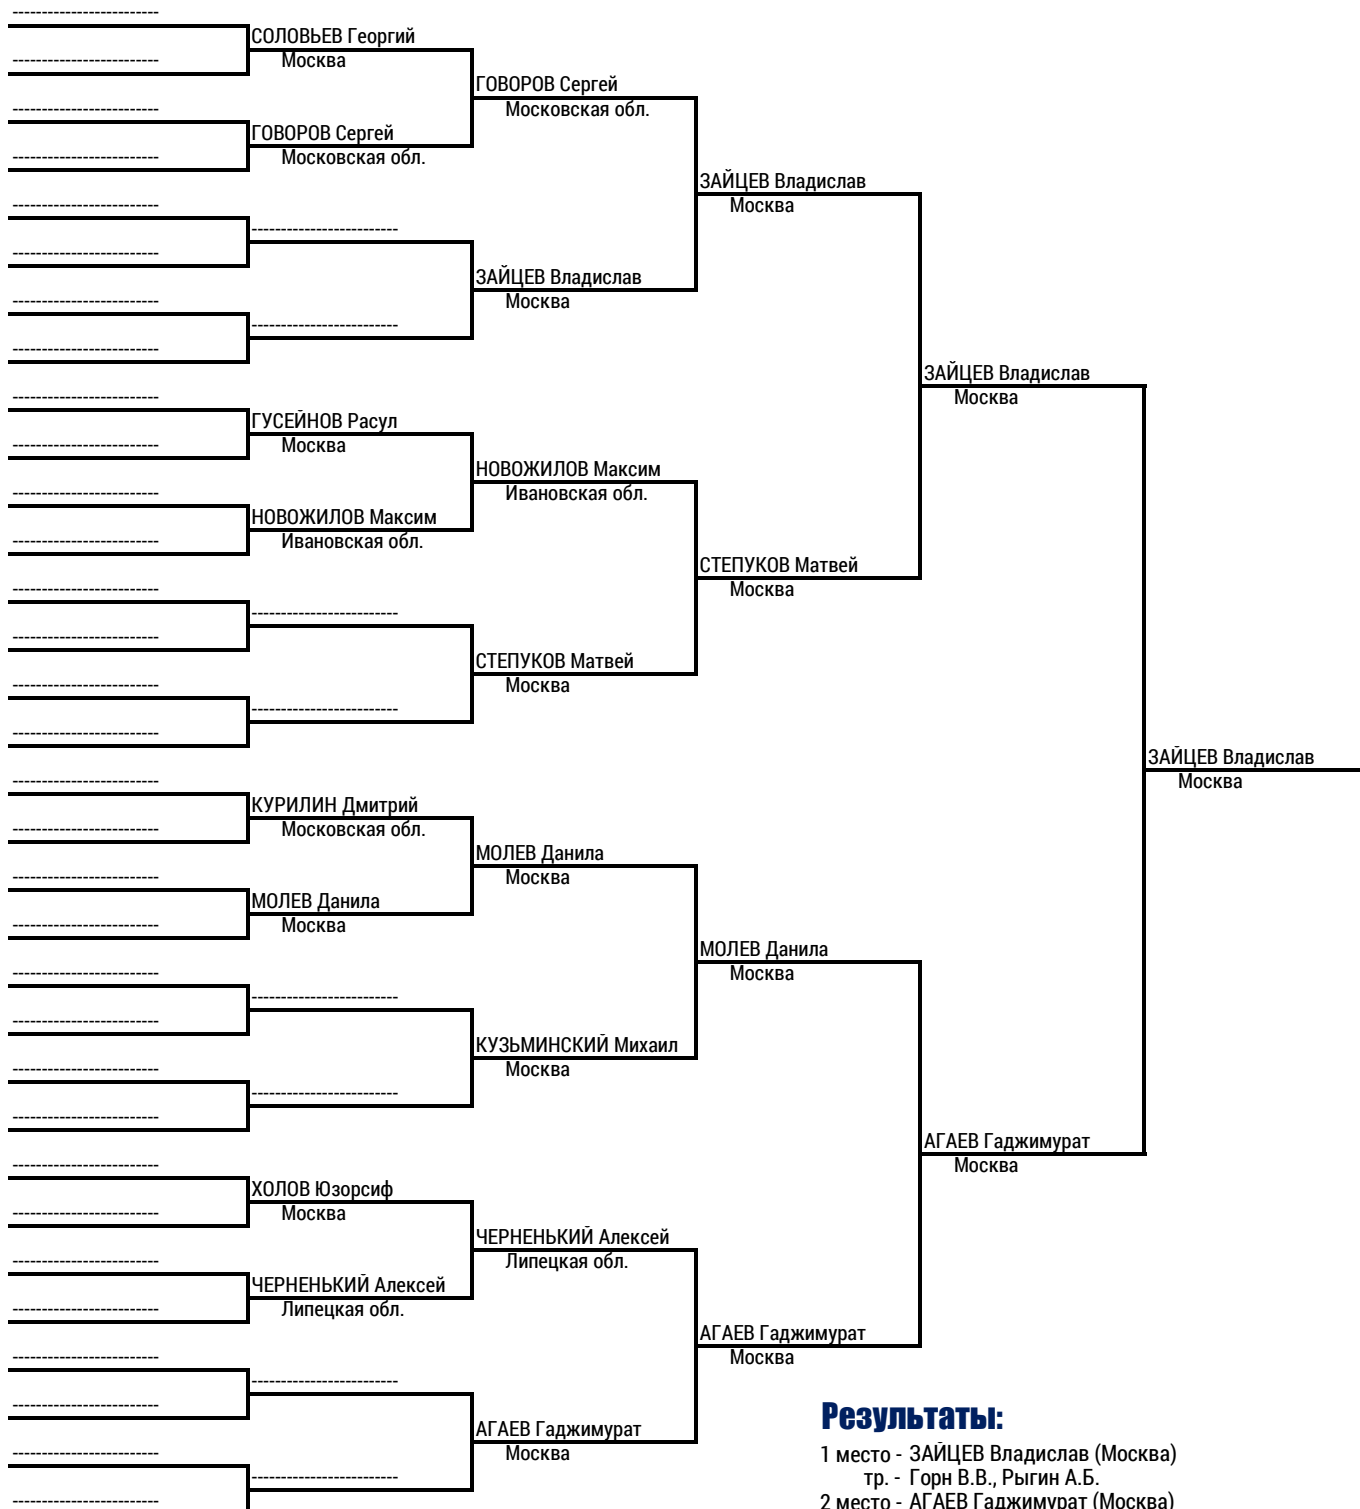 СОЛОВЬЕВ Георгий
Москва
ГОВОРОВ Сергей
Московская обл.
ГОВОРОВ Сергей
Московская обл.
ЗАЙЦЕВ Владислав
Москва
ЗАЙЦЕВ Владислав
Москва
ЗАЙЦЕВ Владислав
Москва
ГУСЕЙНОВ Расул
Москва
НОВОЖИЛОВ Максим
Ивановская обл.
НОВОЖИЛОВ Максим
Ивановская обл.
СТЕПУКОВ Матвей
Москва
СТЕПУКОВ Матвей
Москва
ЗАЙЦЕВ Владислав
Москва
КУРИЛИН Дмитрий
Московская обл.
МОЛЕВ Данила
Москва
МОЛЕВ Данила
Москва
МОЛЕВ Данила
Москва
КУЗЬМИНСКИЙ Михаил
Москва
АГАЕВ Гаджимурат
Москва
ХОЛОВ Юзорсиф
Москва
ЧЕРНЕНЬКИЙ Алексей
Липецкая обл.
ЧЕРНЕНЬКИЙ Алексей
Липецкая обл.
АГАЕВ Гаджимурат
Москва
АГАЕВ Гаджимурат
Москва
Результаты:
1 место - ЗАЙЦЕВ Владислав (Москва)
тр. - Горн В.В., Рыгин А.Б.
2 место - АГАЕВ Гаджимурат (Москва)